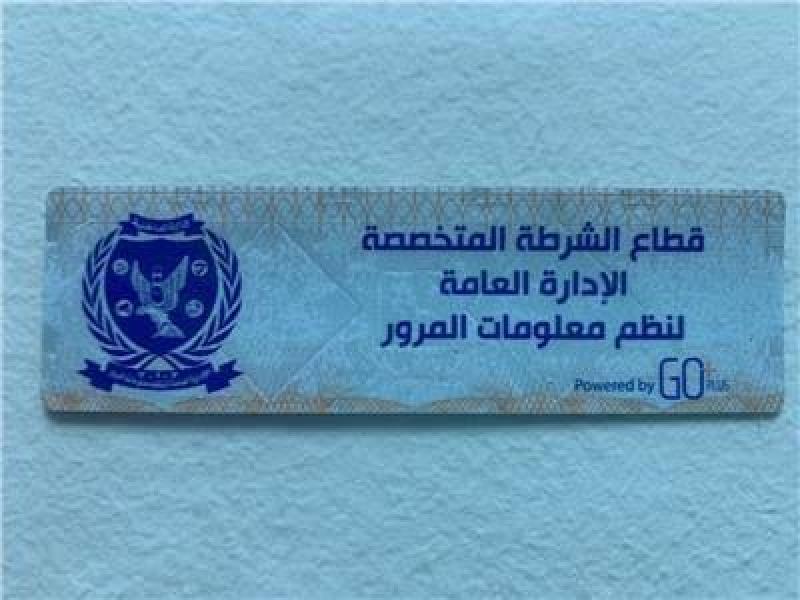 قطاع الشرطة المتخصصة
الإدارة العامة
لنظم معلومات المرور
Powered by GO+ PLUS